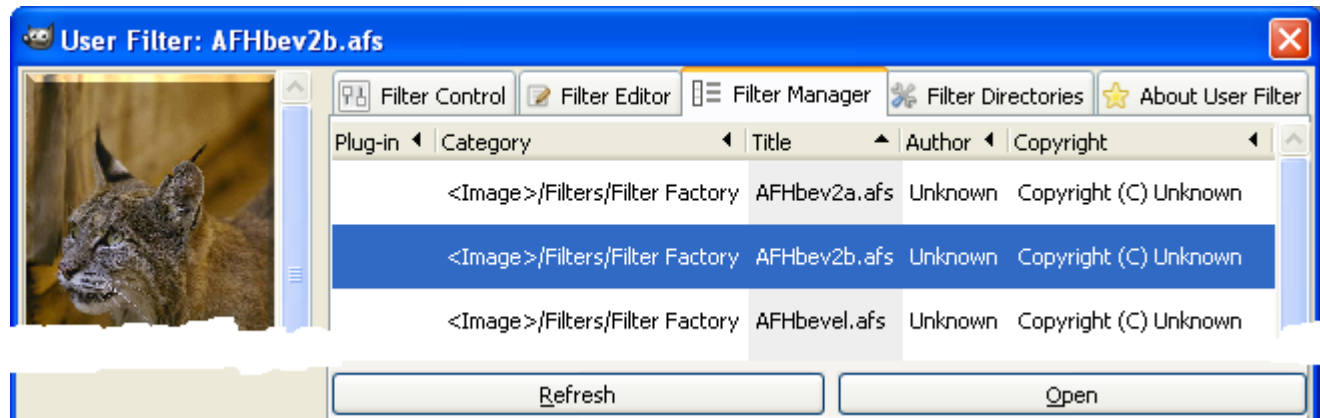 User Filter: AFHbev2b.afs
Filter Control Filter Editor Filter Manager Filter Directories About User Filter
Plug-in Category Title Author Copyright
<Image>/Filters/Filter Factory AFHbev2a.afs Unknown Copyright (C) Unknown
<Image>/Filters/Filter Factory AFHbev2b.afs Unknown Copyright (C) Unknown
<Image>/Filters/Filter Factory AFHbevel.afs Unknown Copyright (C) Unknown
Refresh Open